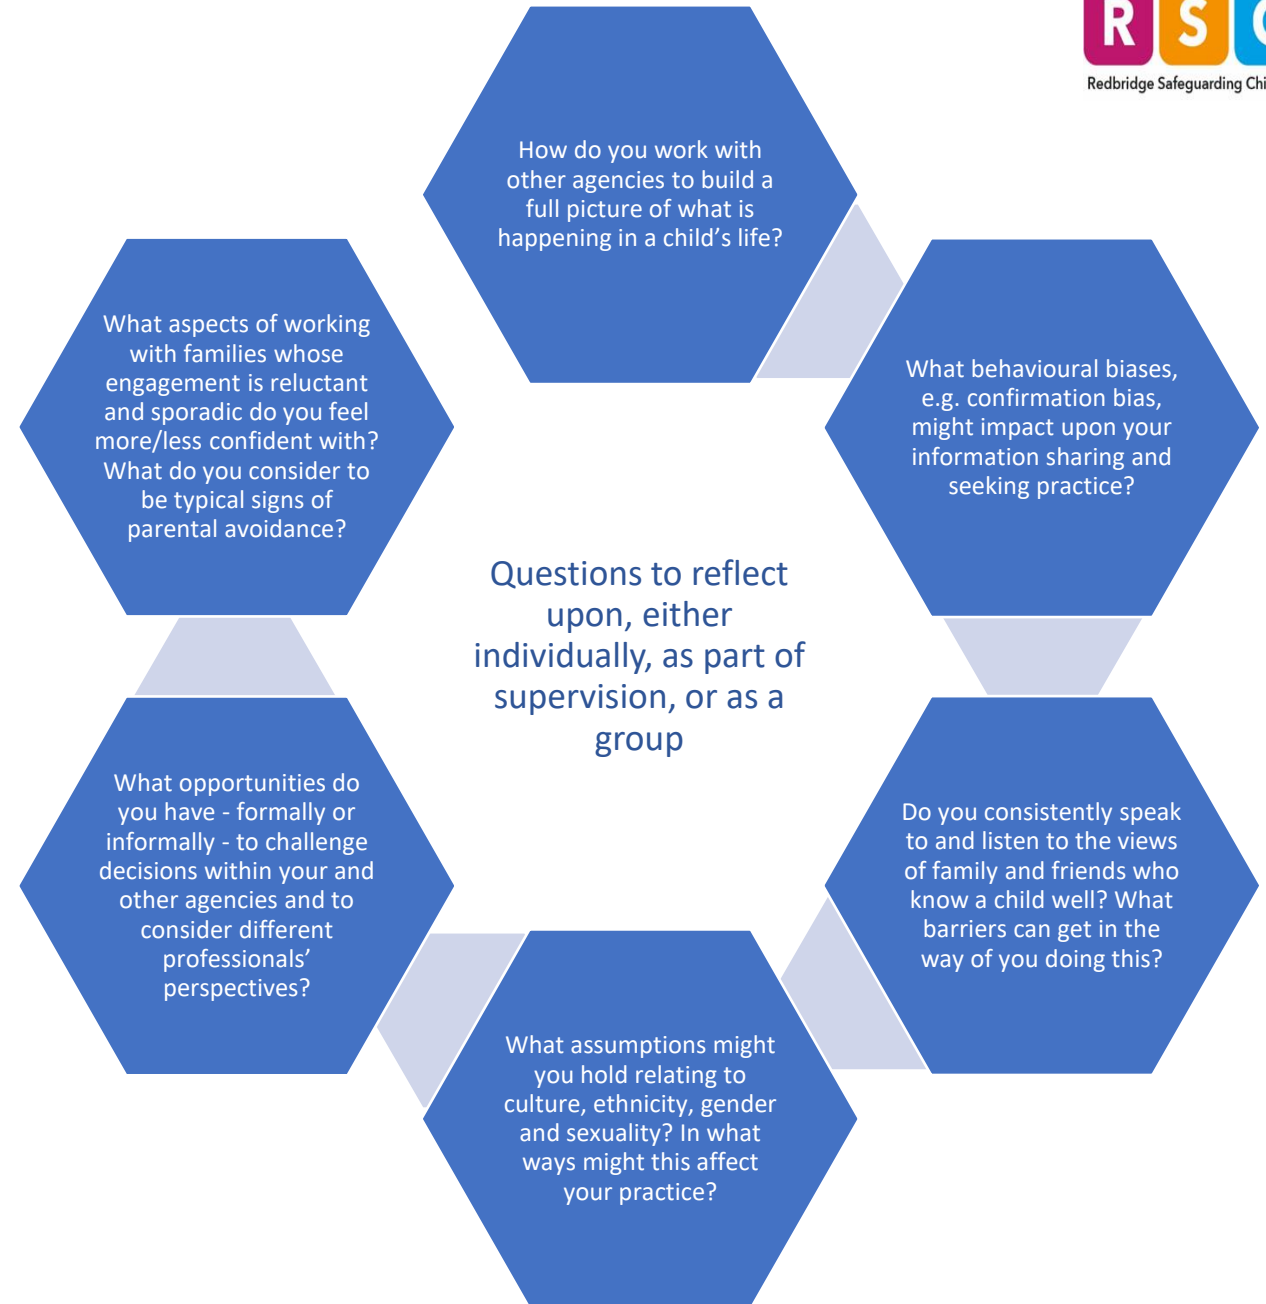 R S
Redbridge Safeguarding Chi
How do you work with
other agencies to build a
full picture of what is
happening in a child's life?
What behavioural biases,
e.g. confirmation bias,
might impact upon your
information sharing and
seeking practice?
Do you consistently speak
to and listen to the views
of family and friends who
know a child well? What
barriers can get in the
way of you doing this?
What assumptions might
you hold relating to
culture, ethnicity, gender
and sexuality? In what
ways might this affect
your practice?
What opportunities do
you have - formally or
informally - to challenge
decisions within your and
other agencies and to
consider different
professionals'
perspectives?
What aspects of working
with families whose
engagement is reluctant
and sporadic do you feel
more/less confident with?
What do you consider to
be typical signs of
parental avoidance?
Questions to reflect
upon, either
individually, as part of
supervision, or as a
group